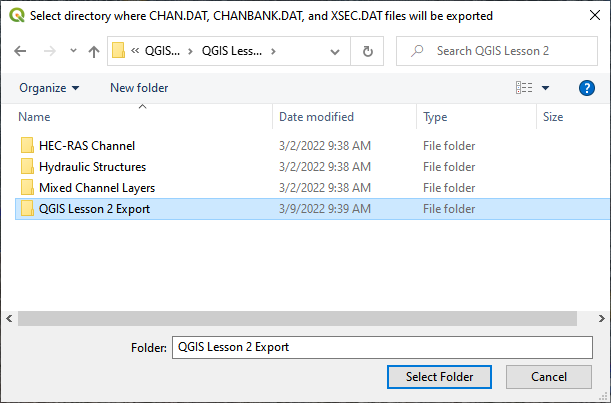 Select directory where CHAN.DAT, CHANBANK.DAT, and XSEC.DAT files will be exported
« QGIS... > QGIS Less... > Search QGIS Lesson 2
Organize New folder ?
Name Date modified Type Size
HEC-RAS Channel 3/2/2022 9:38 AM File folder
Hydraulic Structures 3/2/2022 9:38 AM File folder
Mixed Channel Layers 3/2/2022 9:38 AM File folder
QGIS Lesson 2 Export 3/9/2022 9:39 AM File folder
Folder: QGIS Lesson 2 Export
Select Folder Cancel